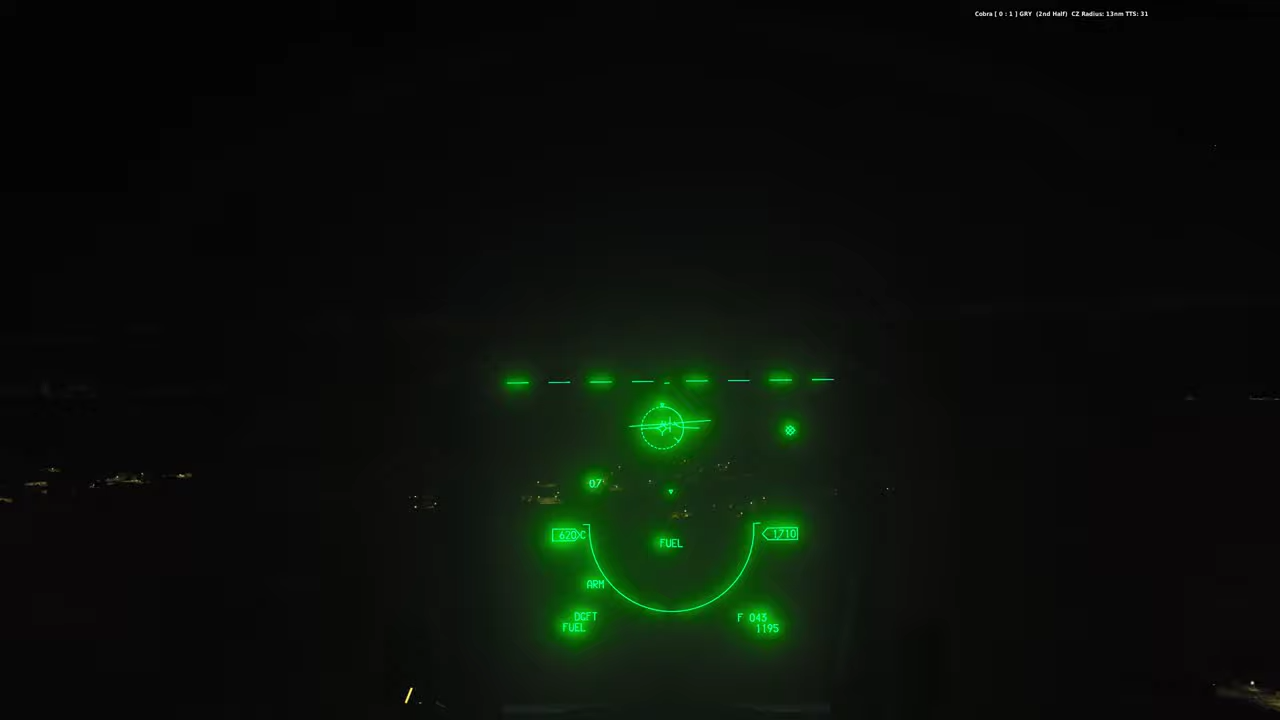 Cobra [ 0 : 1 ] GRY (2nd Half) CZ Radius: 13nm TTS: 31
07
620 C
1710
FUEL
ARM
DGFT
FUEL
F 043
1195